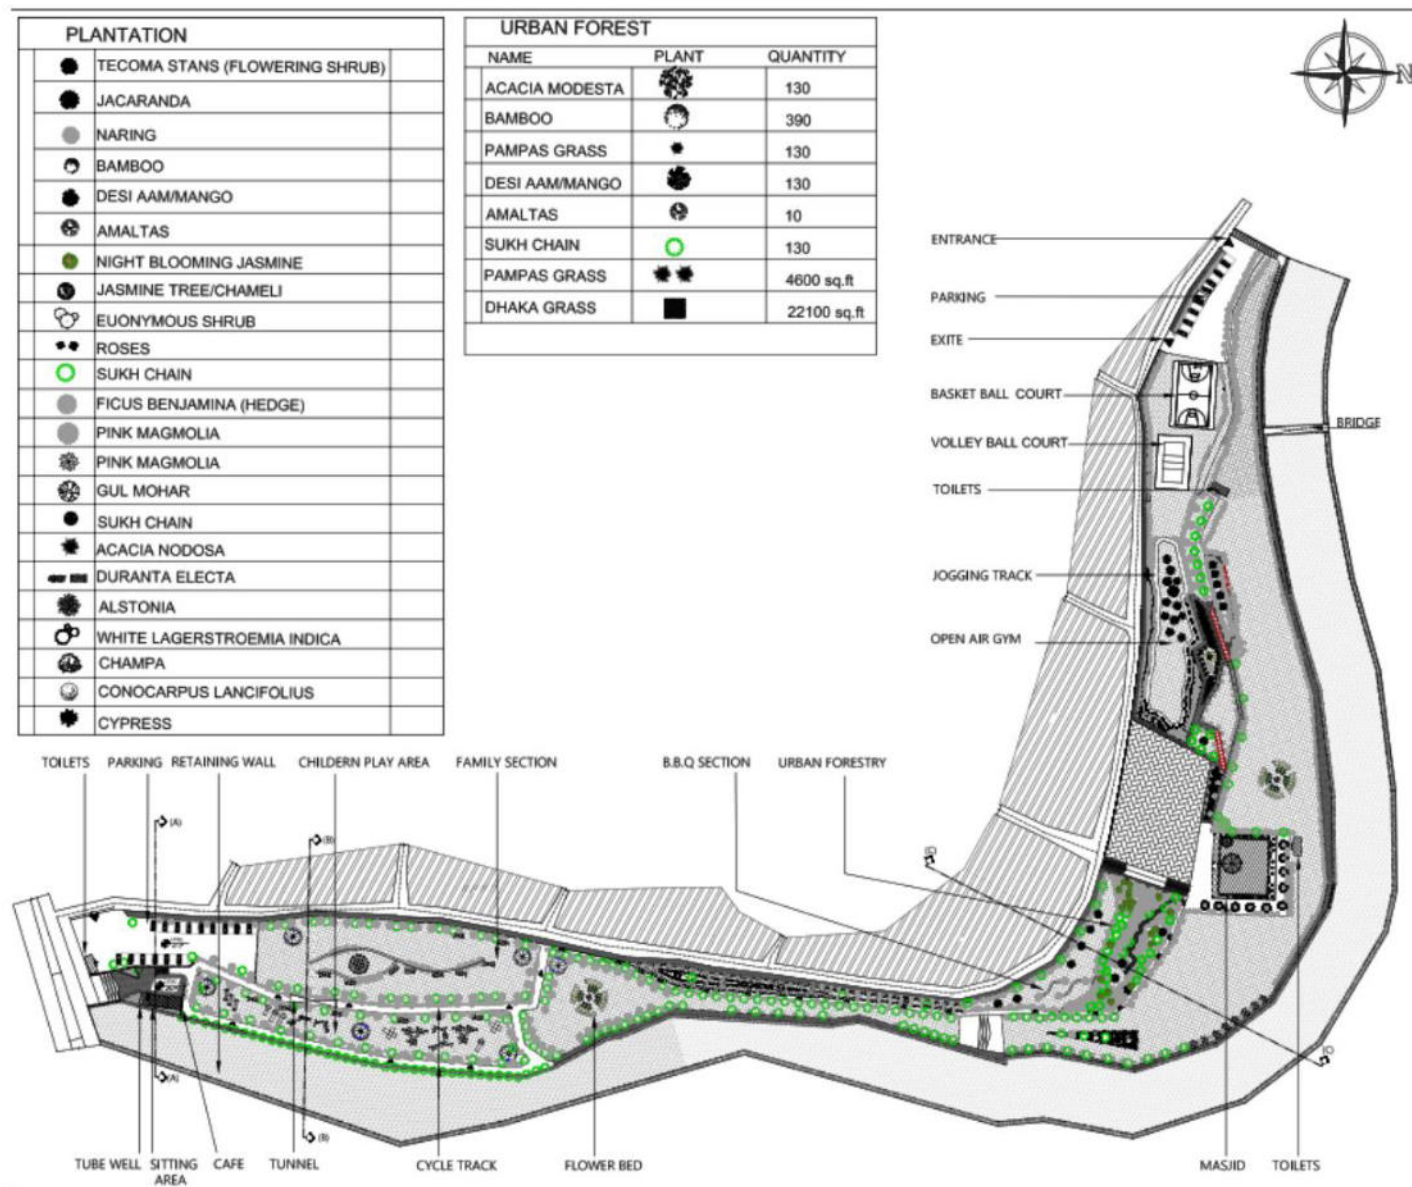 PLANTATION
TECOMA STANS (FLOWERING SHRUB)
JACARANDA
NARING
BAMBOO
DESI AAM/MANGO
AMALTAS
NIGHT BLOOMING JASMINE
JASMINE TREE/CHAMELI
EUONYMOUS SHRUB
ROSES
SUKH CHAIN
FICUS BENJAMINA (HEDGE)
PINK MAGMOLIA
PINK MAGMOLIA
GUL MOHAR
SUKH CHAIN
ACACIA NODOSA
DURANTA ELECTA
ALSTONIA
WHITE LAGERSTROEMIA INDICA
CHAMPA
CONOCARPUS LANCIFOLIUS
CYPRESS
URBAN FOREST
NAME PLANT QUANTITY
ACACIA MODESTA 130
BAMBOO 390
PAMPAS GRASS 130
DESI AAM/MANGO 130
AMALTAS 10
SUKH CHAIN 130
PAMPAS GRASS 4600 sq.ft
DHAKA GRASS 22100 sq.ft
N
ENTRANCE
PARKING
EXITE
BASKET BALL COURT
BRIDGE
VOLLEY BALL COURT
TOILETS
JOGGING TRACK
OPEN AIR GYM
TOILETS PARKING RETAINING WALL CHILDERN PLAY AREA FAMILY SECTION B.B.Q SECTION URBAN FORESTRY
(A)
(B)
(A)
(B)
TUBE WELL SITTING AREA CAFE TUNNEL CYCLE TRACK FLOWER BED MASJID TOILETS